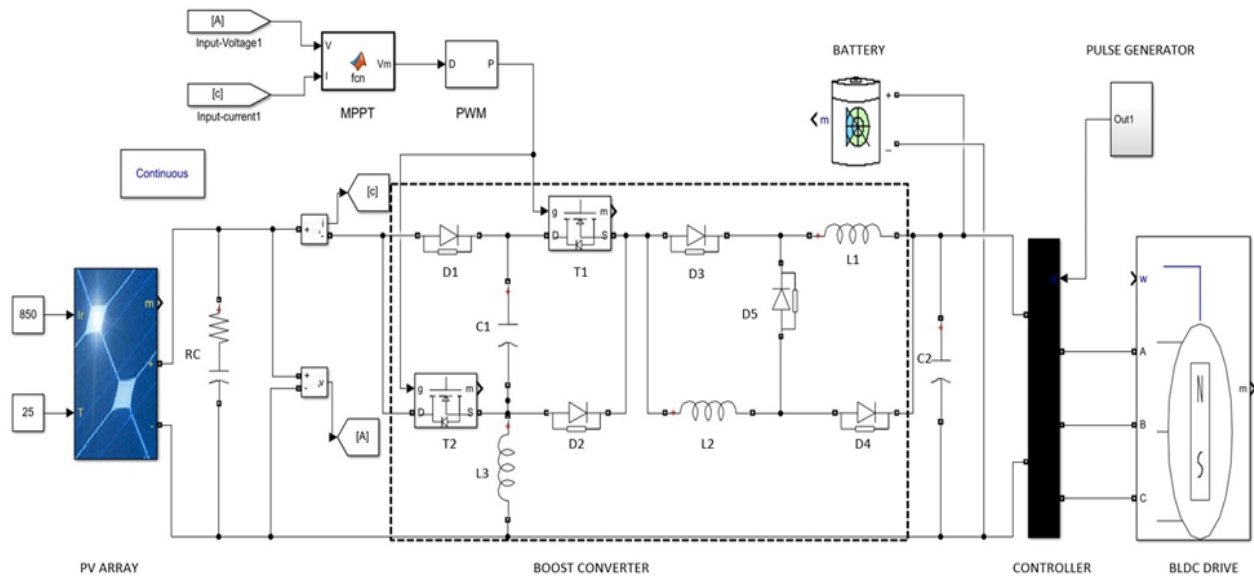 [A]
Input-Voltage1
[c]
Input-current1
V
I
fcn
Vm
MPPT
D
P
PWM
BATTERY
m
+
_
PULSE GENERATOR
Out1
Continuous
[c]
+
i
-
g
m
D
S
D1
T1
D3
L1
850
Ir
m
+
25
T
-
RC
+
-
v
[A]
C1
g
m
D
S
T2
D2
L3
D5
L2
D4
C2
w
A
B
C
m
N
S
PV ARRAY
BOOST CONVERTER
CONTROLLER
BLDC DRIVE